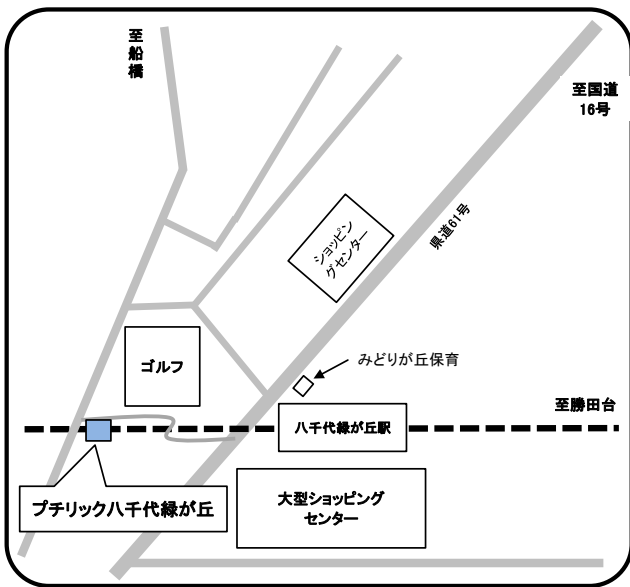 至
船
橋
至国道
16号
県道61号
ショッピン
グセンター
ゴルフ
みどりが丘保育
至勝田台
八千代緑が丘駅
プチリック八千代緑が丘
大型ショッピング
センター